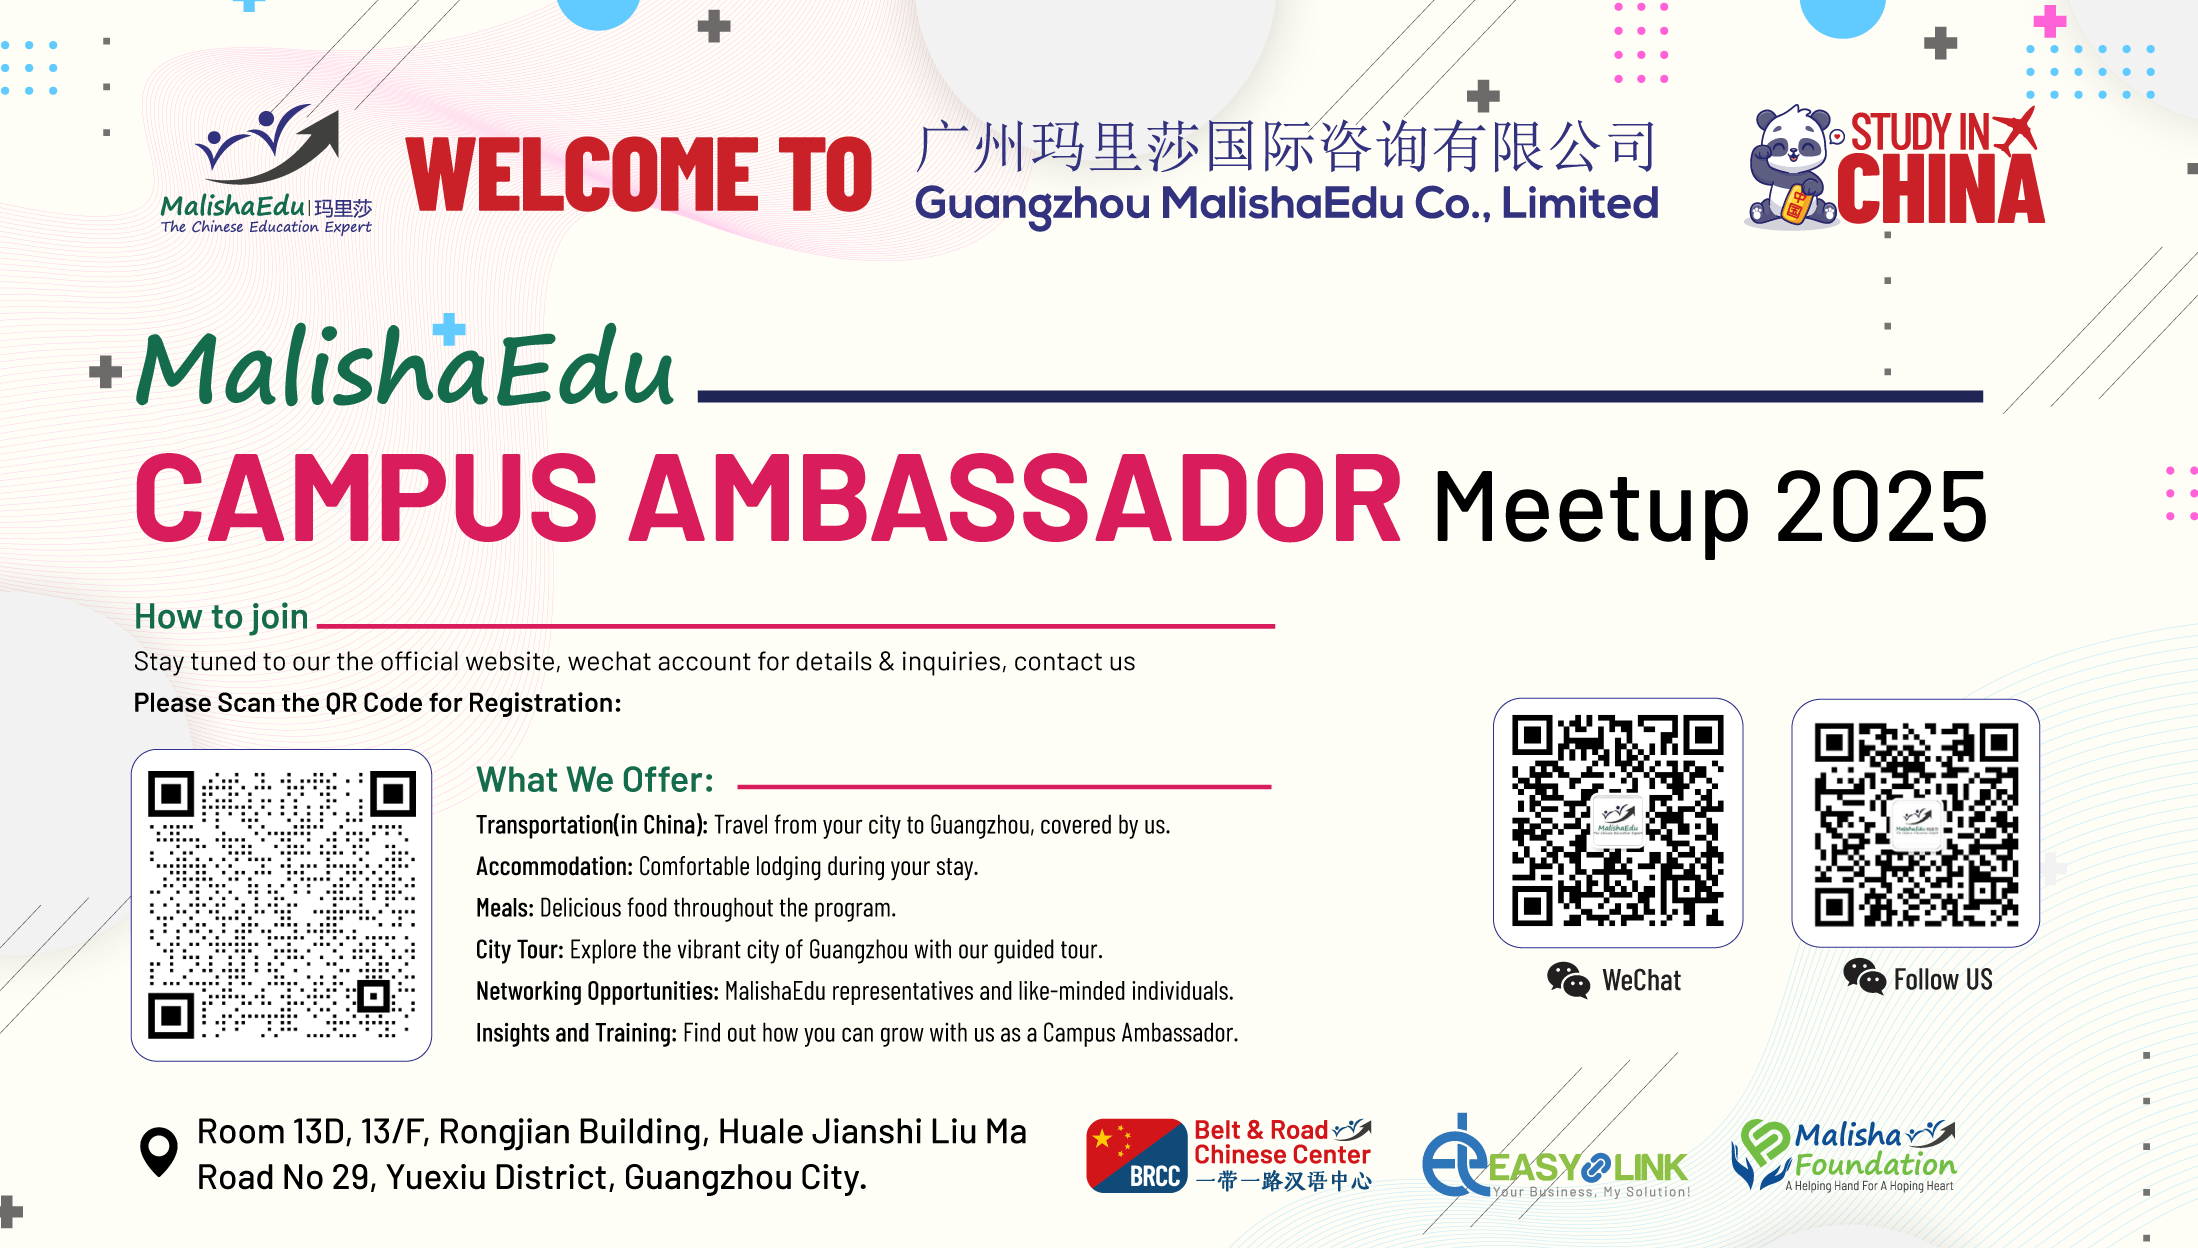 MalishaEdu|玛里莎
The Chinese Education Expert
WELCOME TO
广州玛里莎国际咨询有限公司
Guangzhou MalishaEdu Co., Limited
中国
STUDY IN
CHINA
MalishaEdu
CAMPUS AMBASSADOR Meetup 2025
How to join
Stay tuned to our the official website, wechat account for details & inquiries, contact us
Please Scan the QR Code for Registration:
What We Offer:
Transportation(in China): Travel from your city to Guangzhou, covered by us.
Accommodation: Comfortable lodging during your stay.
Meals: Delicious food throughout the program.
City Tour: Explore the vibrant city of Guangzhou with our guided tour.
Networking Opportunities: MalishaEdu representatives and like-minded individuals.
Insights and Training: Find out how you can grow with us as a Campus Ambassador.
MalishaEdu
MalishaEdu
WeChat
Follow US
Room 13D, 13/F, Rongjian Building, Huale Jianshi Liu Ma
Road No 29, Yuexiu District, Guangzhou City.
BRCC
Belt & Road
Chinese Center
一带一路汉语中心
EASY LINK
Your Business, My Solution!
Malisha
Foundation
A Helping Hand For A Hoping Heart